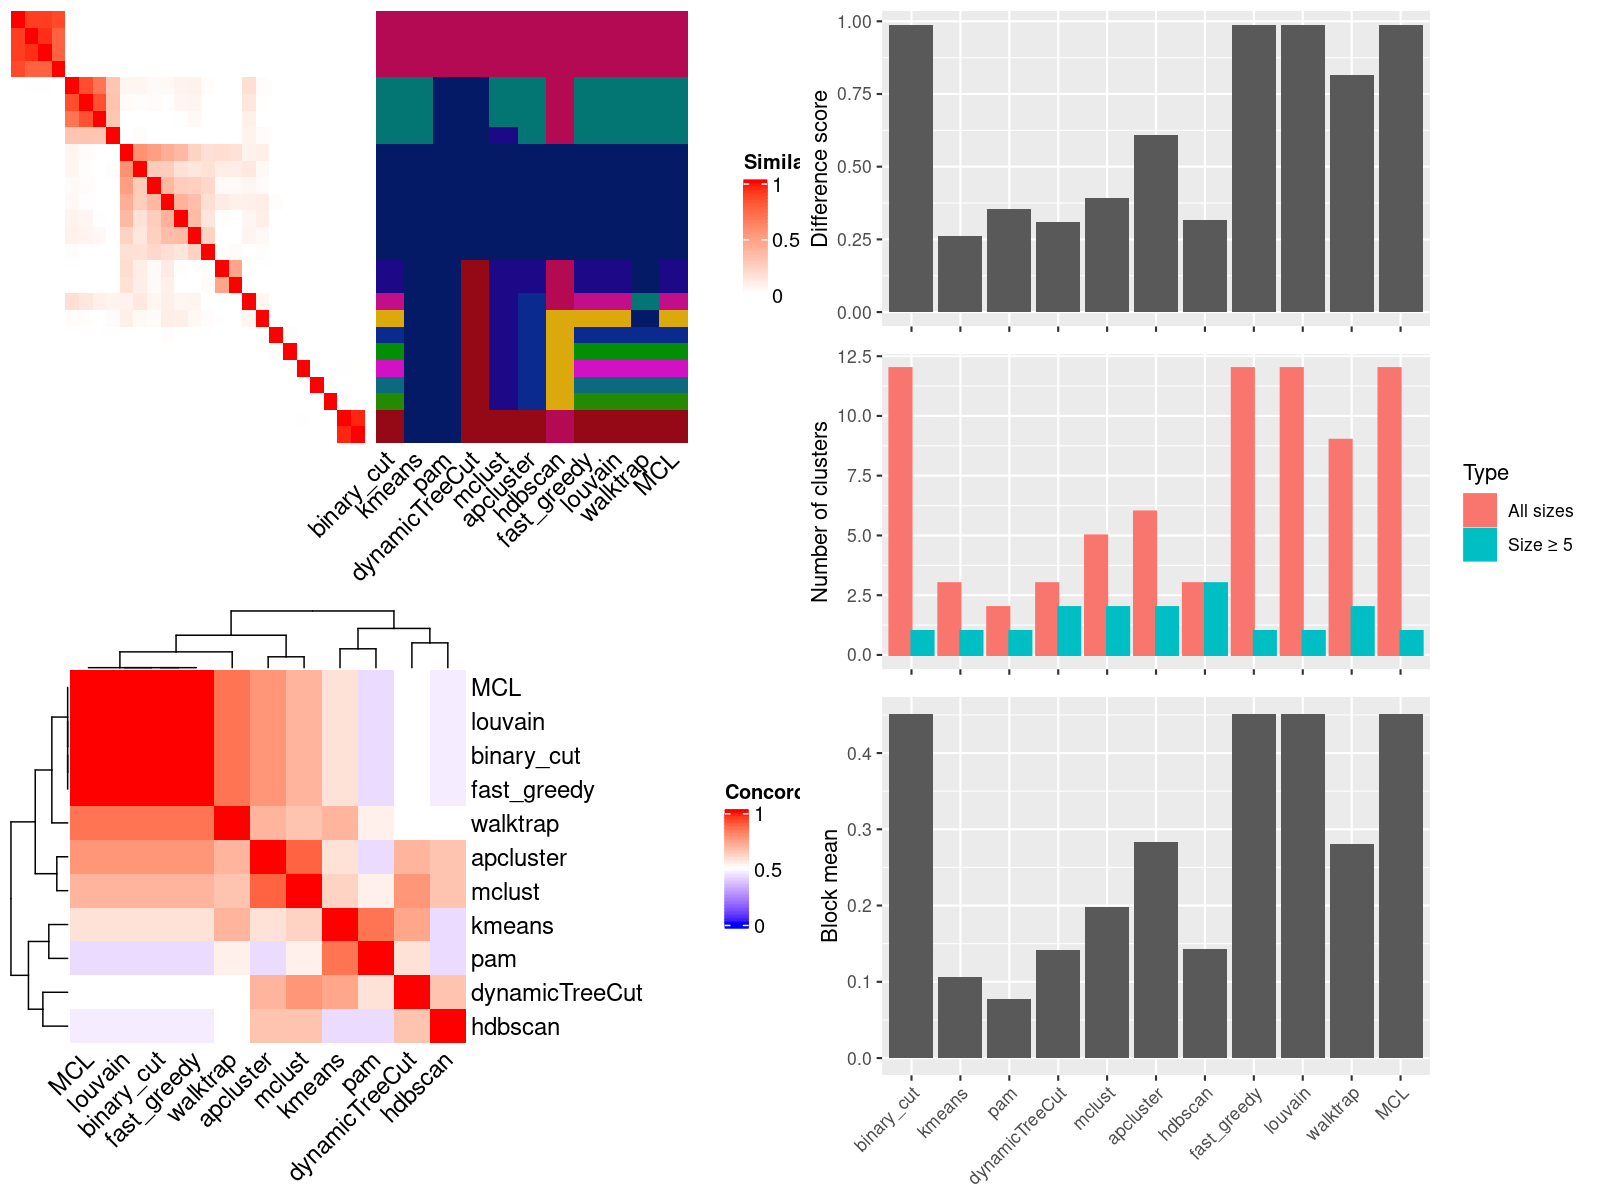 Simila
1
0.5
0
binary_cut
kmeans
pam
dynamicTreeCut
mclust
apcluster
hdbscan
fast_greedy
louvain
walktrap
MCL
Difference score
1.00
0.75
0.50
0.25
0.00
Number of clusters
12.5
10.0
7.5
5.0
2.5
0.0
Type
All sizes
Size ≥ 5
MCL
louvain
binary_cut
fast_greedy
walktrap
apcluster
mclust
kmeans
pam
dynamicTreeCut
hdbscan
MCL
louvain
binary_cut
fast_greedy
walktrap
apcluster
mclust
kmeans
pam
dynamicTreeCut
hdbscan
Concord
1
0.5
0
Block mean
0.4
0.3
0.2
0.1
0.0
binary_cut
kmeans
pam
dynamicTreeCut
mclust
apcluster
hdbscan
fast_greedy
louvain
walktrap
MCL